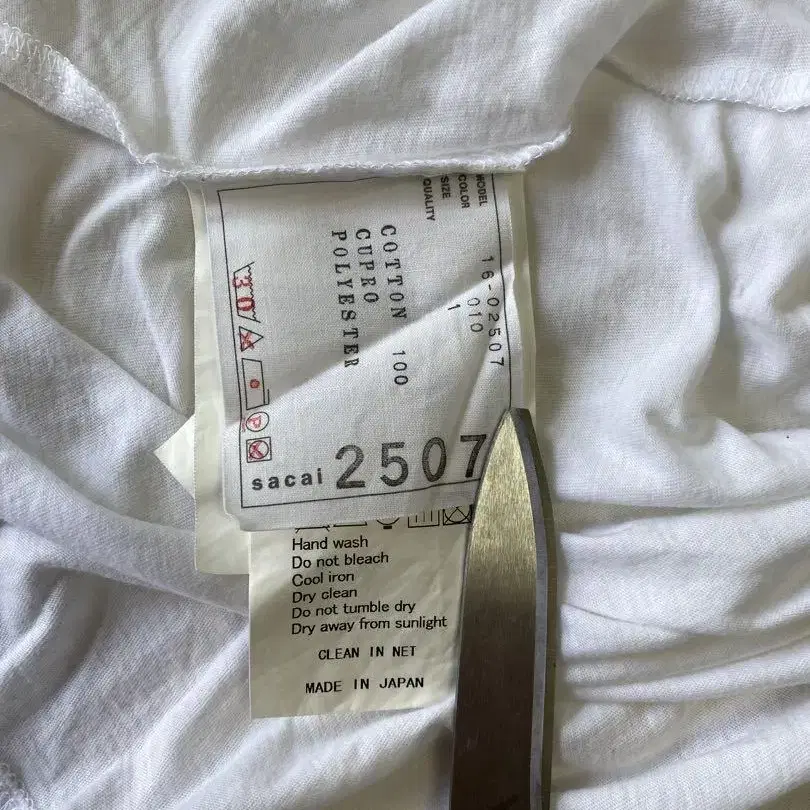 MODEL 16-02507
COLOR 010
SIZE 1
QUALITY
COTTON 100
CUPRO
POLYESTER
30
P
sacai 2507
Hand wash
Do not bleach
Cool iron
Dry clean
Do not tumble dry
Dry away from sunlight
CLEAN IN NET
MADE IN JAPAN